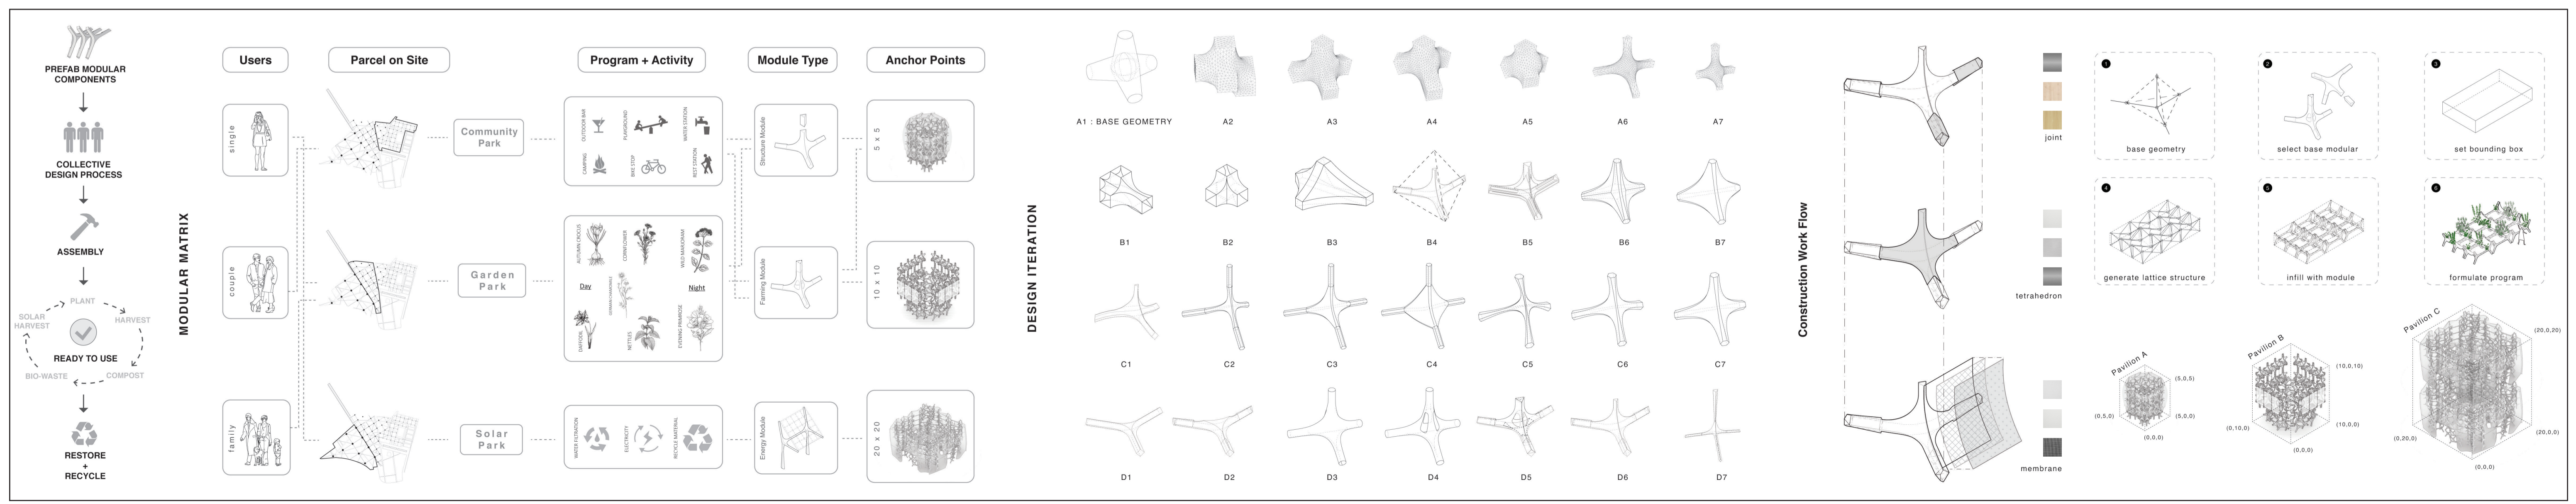 PREFAB MODULAR
COMPONENTS
COLLECTIVE
DESIGN PROCESS
ASSEMBLY
PLANT
SOLAR
HARVEST
HARVEST
READY TO USE
BIO-WASTE
COMPOST
RESTORE
+
RECYCLE
MODULAR MATRIX
Users
Parcel on Site
Program + Activity
Module Type
Anchor Points
single
Community
Park
OUTDOOR BAR
PLAYGROUND
WATER STATION
CAMPING
BIKE STOP
REST STATION
Structure Module
5 x 5
couple
Garden
Park
AUTUMN CROCUS
CORNFLOWER
WILD MARJORAM
Day
Night
DAFFODIL
NETTLES
EVENING PRIMROSE
Farming Module
10 x 10
family
Solar
Park
WATER FILTRATION
ELECTRICITY
RECYCLE MATERIAL
Energy Module
20 x 20
DESIGN ITERATION
A1 : BASE GEOMETRY
A2
A3
A4
A5
A6
A7
B1
B2
B3
B4
B5
B6
B7
C1
C2
C3
C4
C5
C6
C7
D1
D2
D3
D4
D5
D6
D7
Construction Work Flow
joint
tetrahedron
membrane
1
base geometry
2
select base modular
3
set bounding box
4
generate lattice structure
5
infill with module
6
formulate program
Pavilion A
(5,0,5)
(0,5,0)
(5,0,0)
(0,0,0)
Pavilion B
(10,0,10)
(0,10,0)
(10,0,0)
(0,0,0)
Pavilion C
(20,0,20)
(0,20,0)
(20,0,0)
(0,0,0)